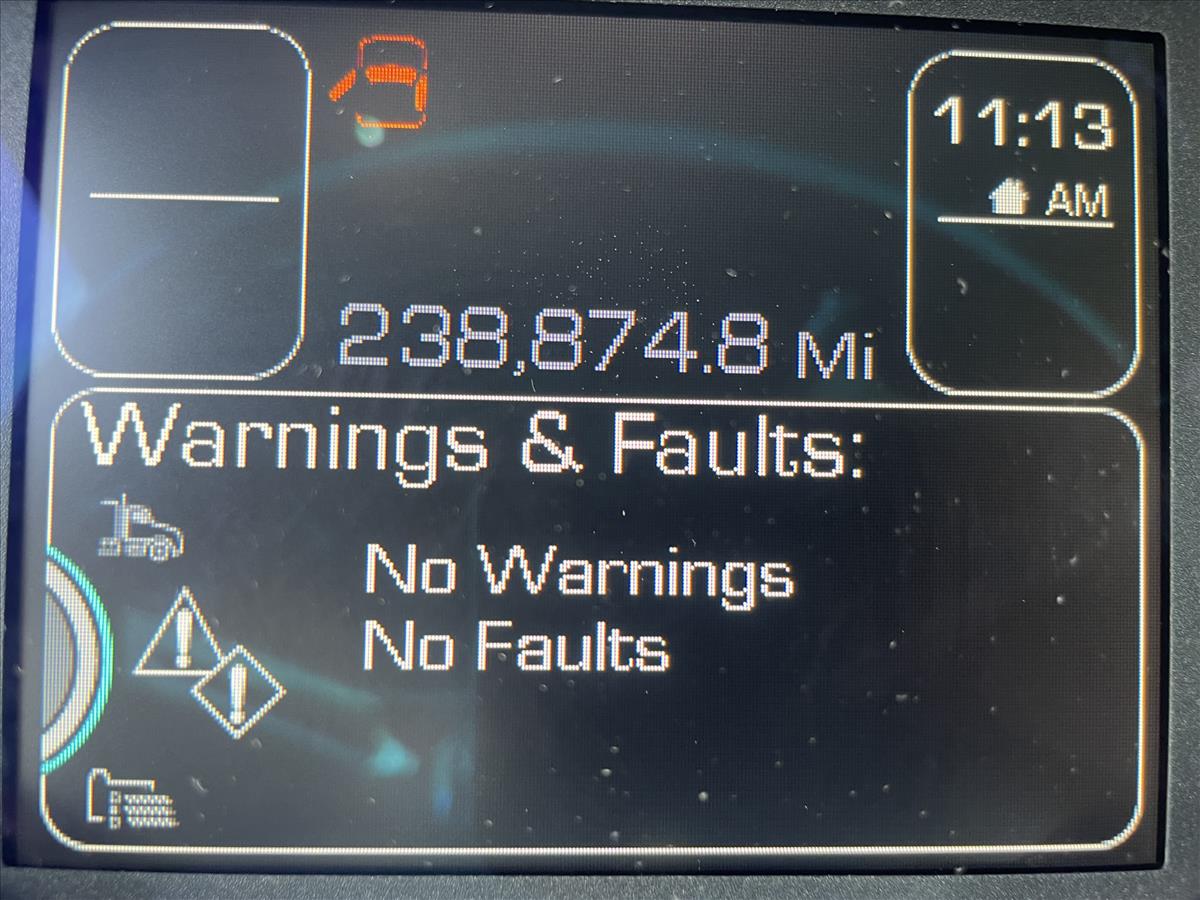 11:13
AM
238,874.8 Mi
Warnings & Faults:
No Warnings
No Faults